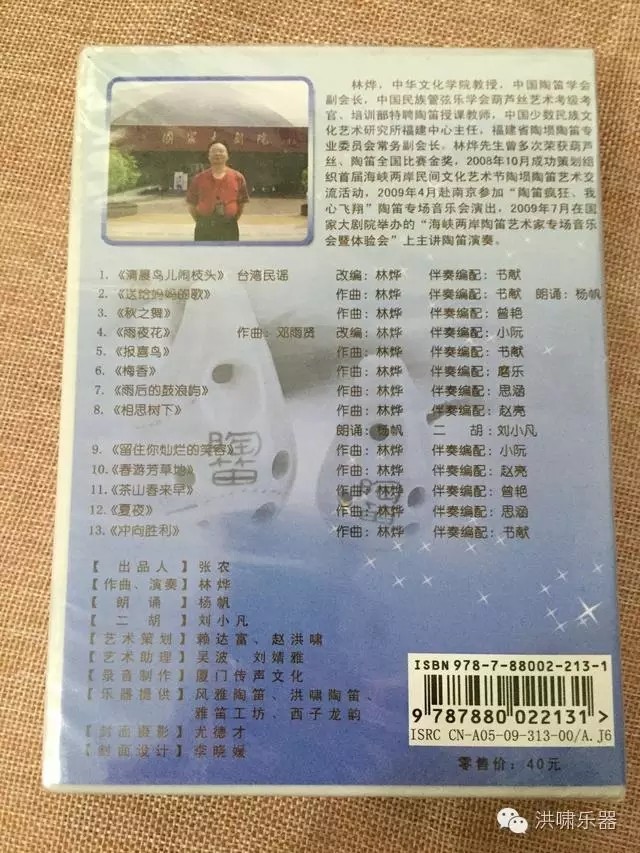 林烨，中华文化学院教授，中国陶笛学会
副会长，中国民族管弦乐学会葫芦丝艺术考级考
官、培训部特聘陶笛授课教师，中国少数民族文
化艺术研究所福建中心主任，福建省陶埙陶笛专
业委员会常务副会长。林烨先生曾多次荣获葫芦
丝、陶笛全国比赛金奖，2008年10月成功策划组
织首届海峡两岸民间文化艺术节陶埙陶笛艺术交
流活动，2009年4月赴南京参加“陶笛疯狂、我
心飞翔”陶笛专场音乐会演出，2009年7月在国
家大剧院举办的“海峡两岸陶笛艺术家专场音乐
会暨体验会”上主讲陶笛演奏。
国家大剧院
1．《清晨鸟儿闹枝头》 台湾民谣 改编：林烨 伴奏编配：书献
2．《送给妈妈的歌》 作曲：林烨 伴奏编配：书献 朗诵：杨帆
3．《秋之舞》 作曲：林烨 伴奏编配：曾艳
4．《雨夜花》 作曲：邓雨贤 改编：林烨 伴奏编配：小阮
5．《报喜鸟》 作曲：林烨 伴奏编配：书献
6．《梅香》 作曲：林烨 伴奏编配：磨乐
7．《雨后的鼓浪屿》 作曲：林烨 伴奏编配：思涵
8．《相思树下》 作曲：林烨 伴奏编配：赵亮
朗诵：杨帆 二 胡：刘小凡
9．《留住你灿烂的笑容》 作曲：林烨 伴奏编配：小阮
10．《春游芳草地》 作曲：林烨 伴奏编配：赵亮
11．《茶山春来早》 作曲：林烨 伴奏编配：曾艳
12．《夏夜》 作曲：林烨 伴奏编配：思涵
13．《冲向胜利》 作曲：林烨 伴奏编配：书献
陶笛
陶笛
【 出 品 人 】张农
【作曲、演奏】林烨
【 朗 诵 】杨帆
【 二 胡 】刘小凡
【艺术策划】赖达富、赵洪啸
【艺术助理】吴波、刘婧雅
【录音制作】厦门传声文化
【乐器提供】风雅陶笛、洪啸陶笛、
雅笛工坊、西子龙韵
【封面摄影】尤德才
【封面设计】李晓媛
ISBN 978-7-88002-213-1
9 787880 022131 >
ISRC CN-A05-09-313-00/A.J6
零售价：40元
洪啸乐器